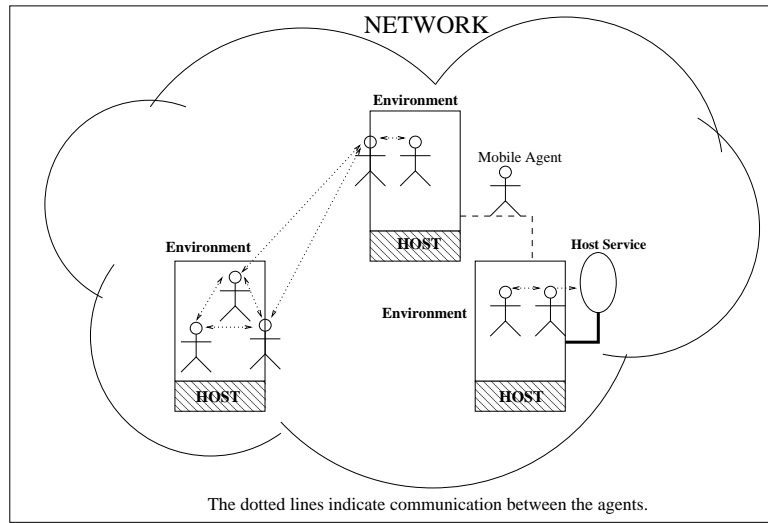 NETWORK
Environment
Mobile Agent
HOST
Environment
Host Service
Environment
HOST
HOST
The dotted lines indicate communication between the agents.